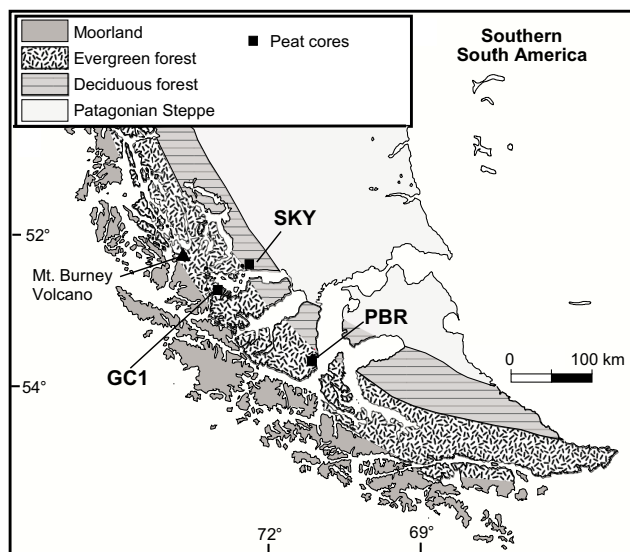 Moorland
Evergreen forest
Deciduous forest
Patagonian Steppe
Peat cores
Southern
South America
52°
SKY
Mt. Burney
Volcano
PBR
GC1
0 100 km
54°
72° 69°